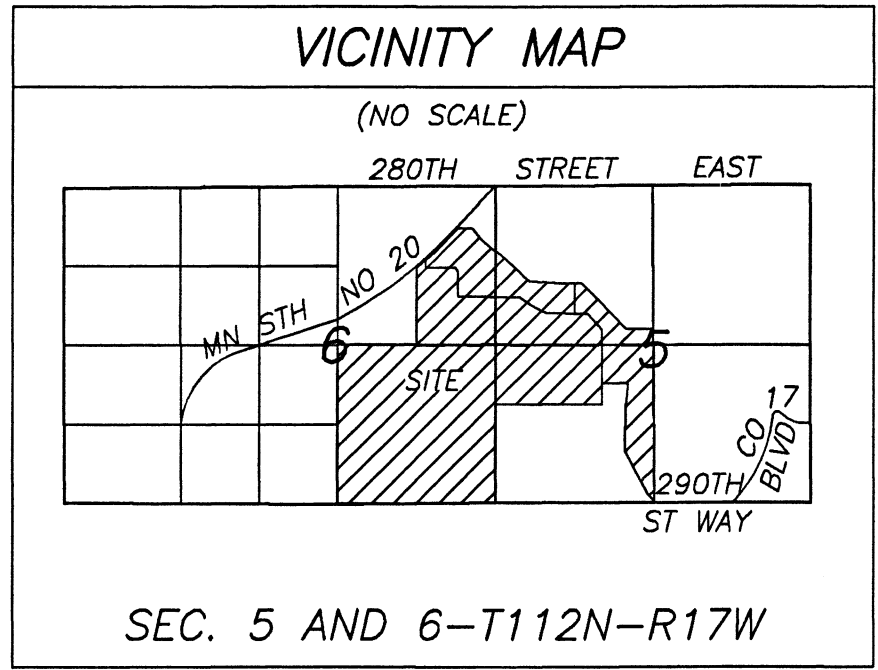 VICINITY MAP
(NO SCALE)
280TH STREET EAST
MN STH NO 20
6
5
SITE
CO 17
BLVD
290TH
ST WAY
SEC. 5 AND 6-T112N-R17W